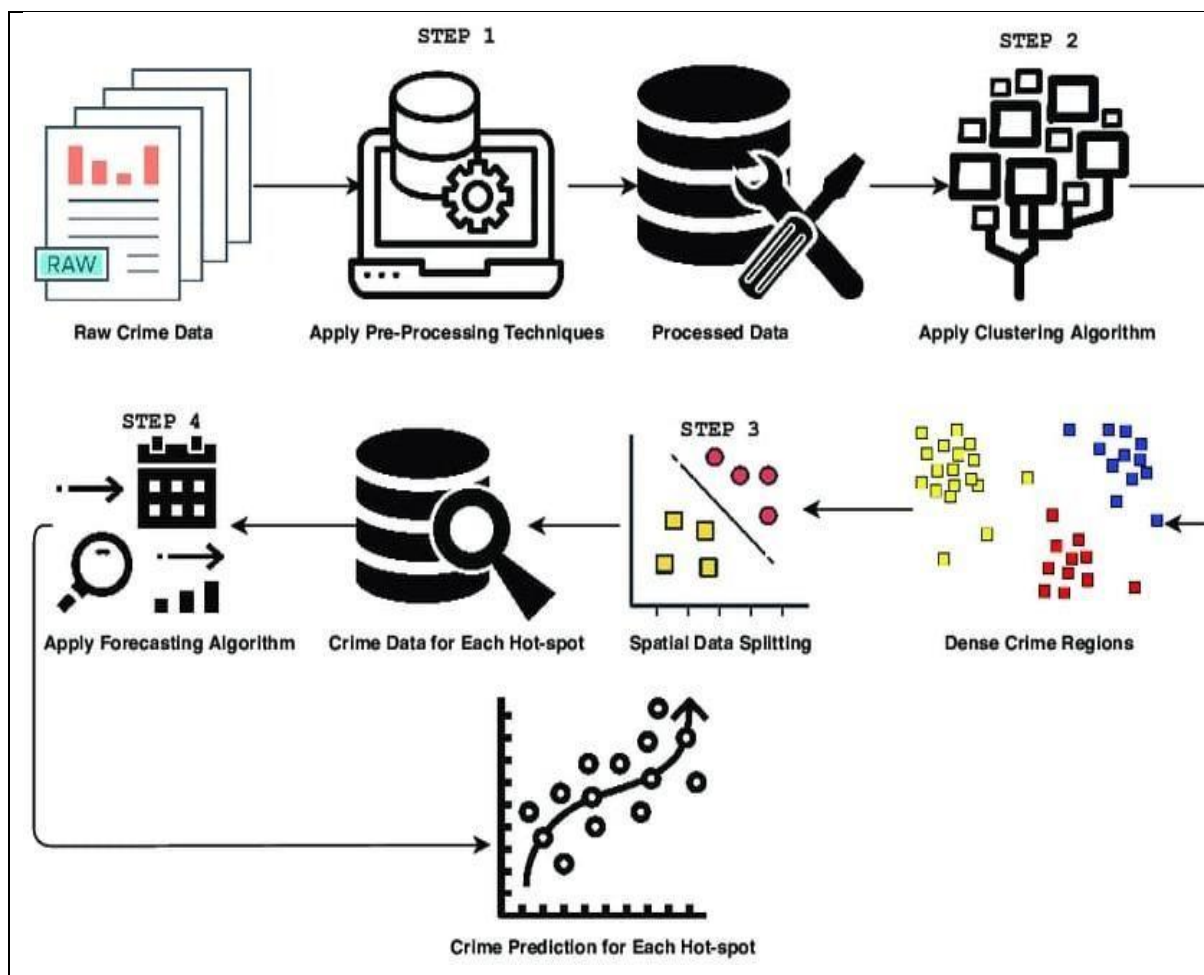 STEP 1
STEP 2
RAW
Raw Crime Data
Apply Pre-Processing Techniques
Processed Data
Apply Clustering Algorithm
STEP 4
STEP 3
Apply Forecasting Algorithm
Crime Data for Each Hot-spot
Spatial Data Splitting
Dense Crime Regions
Crime Prediction for Each Hot-spot